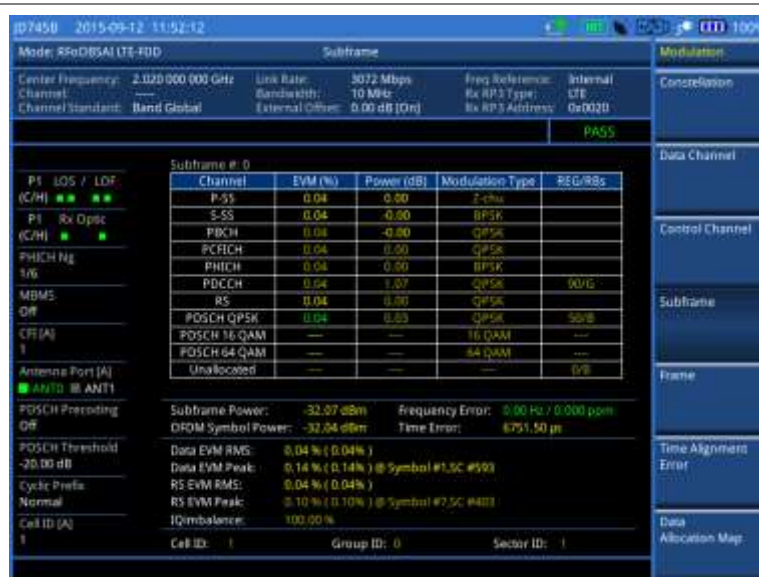 JD745B 2015-09-12 11:52:12 100%
Mode: RFoOBSAI LTE-FDD Subframe Modulation
Center Frequency: 2.020 000 000 GHz Link Rate: 3072 Mbps Freq Reference: Internal
Channel: ---- Bandwidth: 10 MHz Rx RP3 Type: LTE
Channel Standard: Band Global External Offset: 0.00 dB [On] Rx RP3 Address: 0x0020
PASS
Constellation
Data Channel
Control Channel
Subframe
Frame
Time Alignment
Error
Data
Allocation Map
P1 LOS / LOF
(C/H)
P1 Rx Optic
(C/H)
PHICH Ng
1/6
MBMS
Off
CFI [A]
1
Antenna Port [A]
ANT0 ANT1
PDSCH Precoding
Off
PDSCH Threshold
-20.00 dB
Cyclic Prefix
Normal
Cell ID [A]
1
Subframe #: 0
Channel EVM (%) Power (dB) Modulation Type REG/RBs
P-SS 0.04 0.00 Z-chu
S-SS 0.04 -0.00 BPSK
PBCH 0.04 -0.00 QPSK
PCFICH 0.04 0.00 QPSK
PHICH 0.04 0.00 BPSK
PDCCH 0.04 1.07 QPSK 90/G
RS 0.04 0.00 QPSK
PDSCH QPSK 0.04 0.03 QPSK 50/B
PDSCH 16 QAM ---- ---- 16 QAM ----
PDSCH 64 QAM ---- ---- 64 QAM ----
Unallocated ---- ---- ---- 0/B
Subframe Power: -32.07 dBm Frequency Error: 0.00 Hz / 0.000 ppm
OFDM Symbol Power: -32.04 dBm Time Error: 6751.50 µs
Data EVM RMS: 0.04 % ( 0.04% )
Data EVM Peak: 0.14 % ( 0.14% ) @ Symbol #1,SC #593
RS EVM RMS: 0.04 % ( 0.04% )
RS EVM Peak: 0.10 % ( 0.10% ) @ Symbol #7,SC #403
IQimbalance: 100.00 %
Cell ID: 1 Group ID: 0 Sector ID: 1